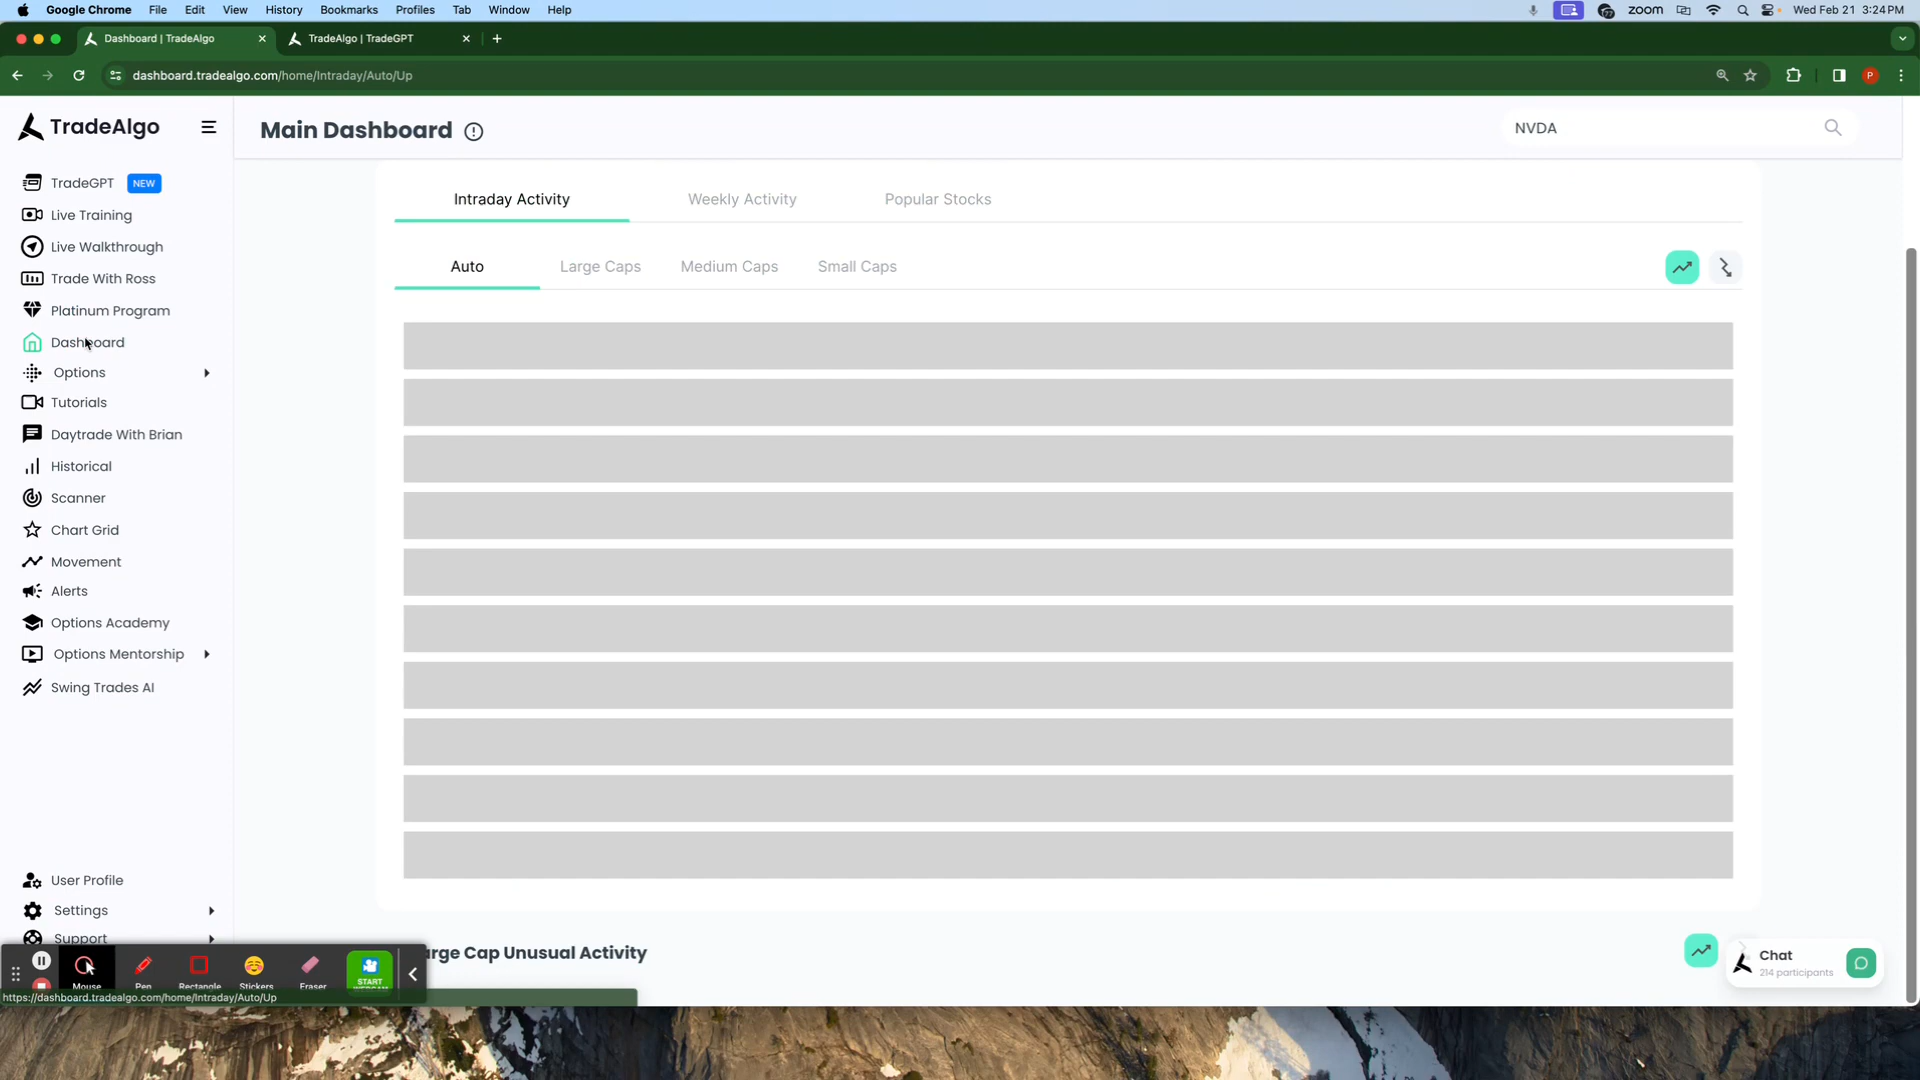 Google Chrome File Edit View History Bookmarks Profiles Tab Window Help zoom Wed Feb 21 3:24 PM
Dashboard | TradeAlgo TradeAlgo | TradeGPT
dashboard.tradealgo.com/home/Intraday/Auto/Up P
TradeAlgo
Main Dashboard
NVDA
TradeGPT NEW
Live Training
Live Walkthrough
Trade With Ross
Platinum Program
Dashboard
Options
Tutorials
Daytrade With Brian
Historical
Scanner
Chart Grid
Movement
Alerts
Options Academy
Options Mentorship
Swing Trades AI
User Profile
Settings
Support
Intraday Activity Weekly Activity Popular Stocks
Auto Large Caps Medium Caps Small Caps
arge Cap Unusual Activity
Chat
214 participants
Mouse Pen Rectangle Stickers Eraser START
https://dashboard.tradealgo.com/home/Intraday/Auto/Up